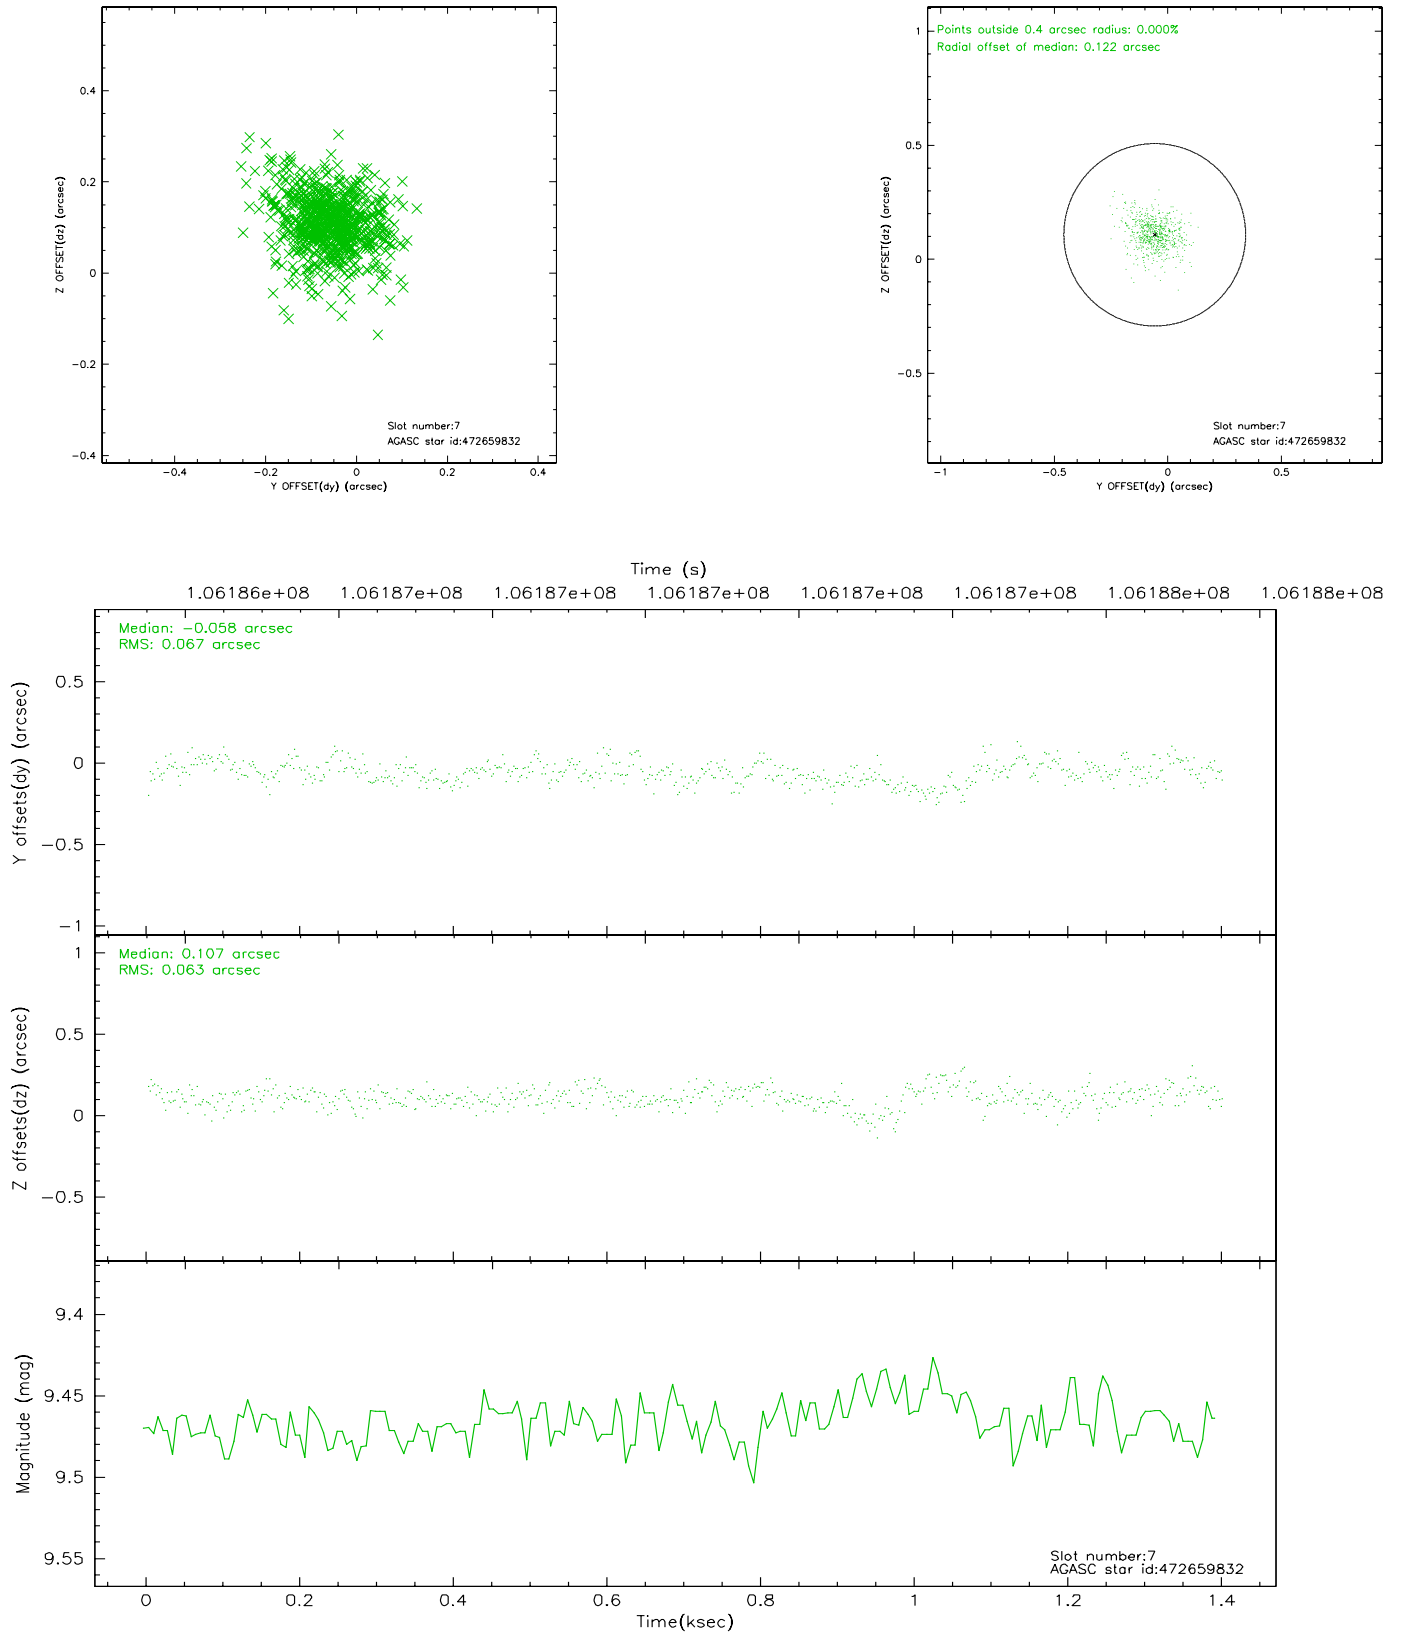 0.4
0.2
0
-0.2
-0.4
Z OFFSET(dz) (arcsec)
Slot number:7
AGASC star id:472659832
-0.4 -0.2 0 0.2 0.4
Y OFFSET(dy) (arcsec)
Points outside 0.4 arcsec radius: 0.000%
Radial offset of median: 0.122 arcsec
1
0.5
0
-0.5
Z OFFSET(dz) (arcsec)
Slot number:7
AGASC star id:472659832
-1 -0.5 0 0.5
Y OFFSET(dy) (arcsec)
Time (s)
1.06186e+08 1.06187e+08 1.06187e+08 1.06187e+08 1.06187e+08 1.06187e+08 1.06188e+08 1.06188e+08
Median: -0.058 arcsec
RMS: 0.067 arcsec
0.5
0
-0.5
-1
Y offsets(dy) (arcsec)
Median: 0.107 arcsec
RMS: 0.063 arcsec
1
0.5
0
-0.5
Z offsets(dz) (arcsec)
9.4
9.45
9.5
9.55
Magnitude (mag)
Slot number:7
AGASC star id:472659832
0 0.2 0.4 0.6 0.8 1 1.2 1.4
Time(ksec)